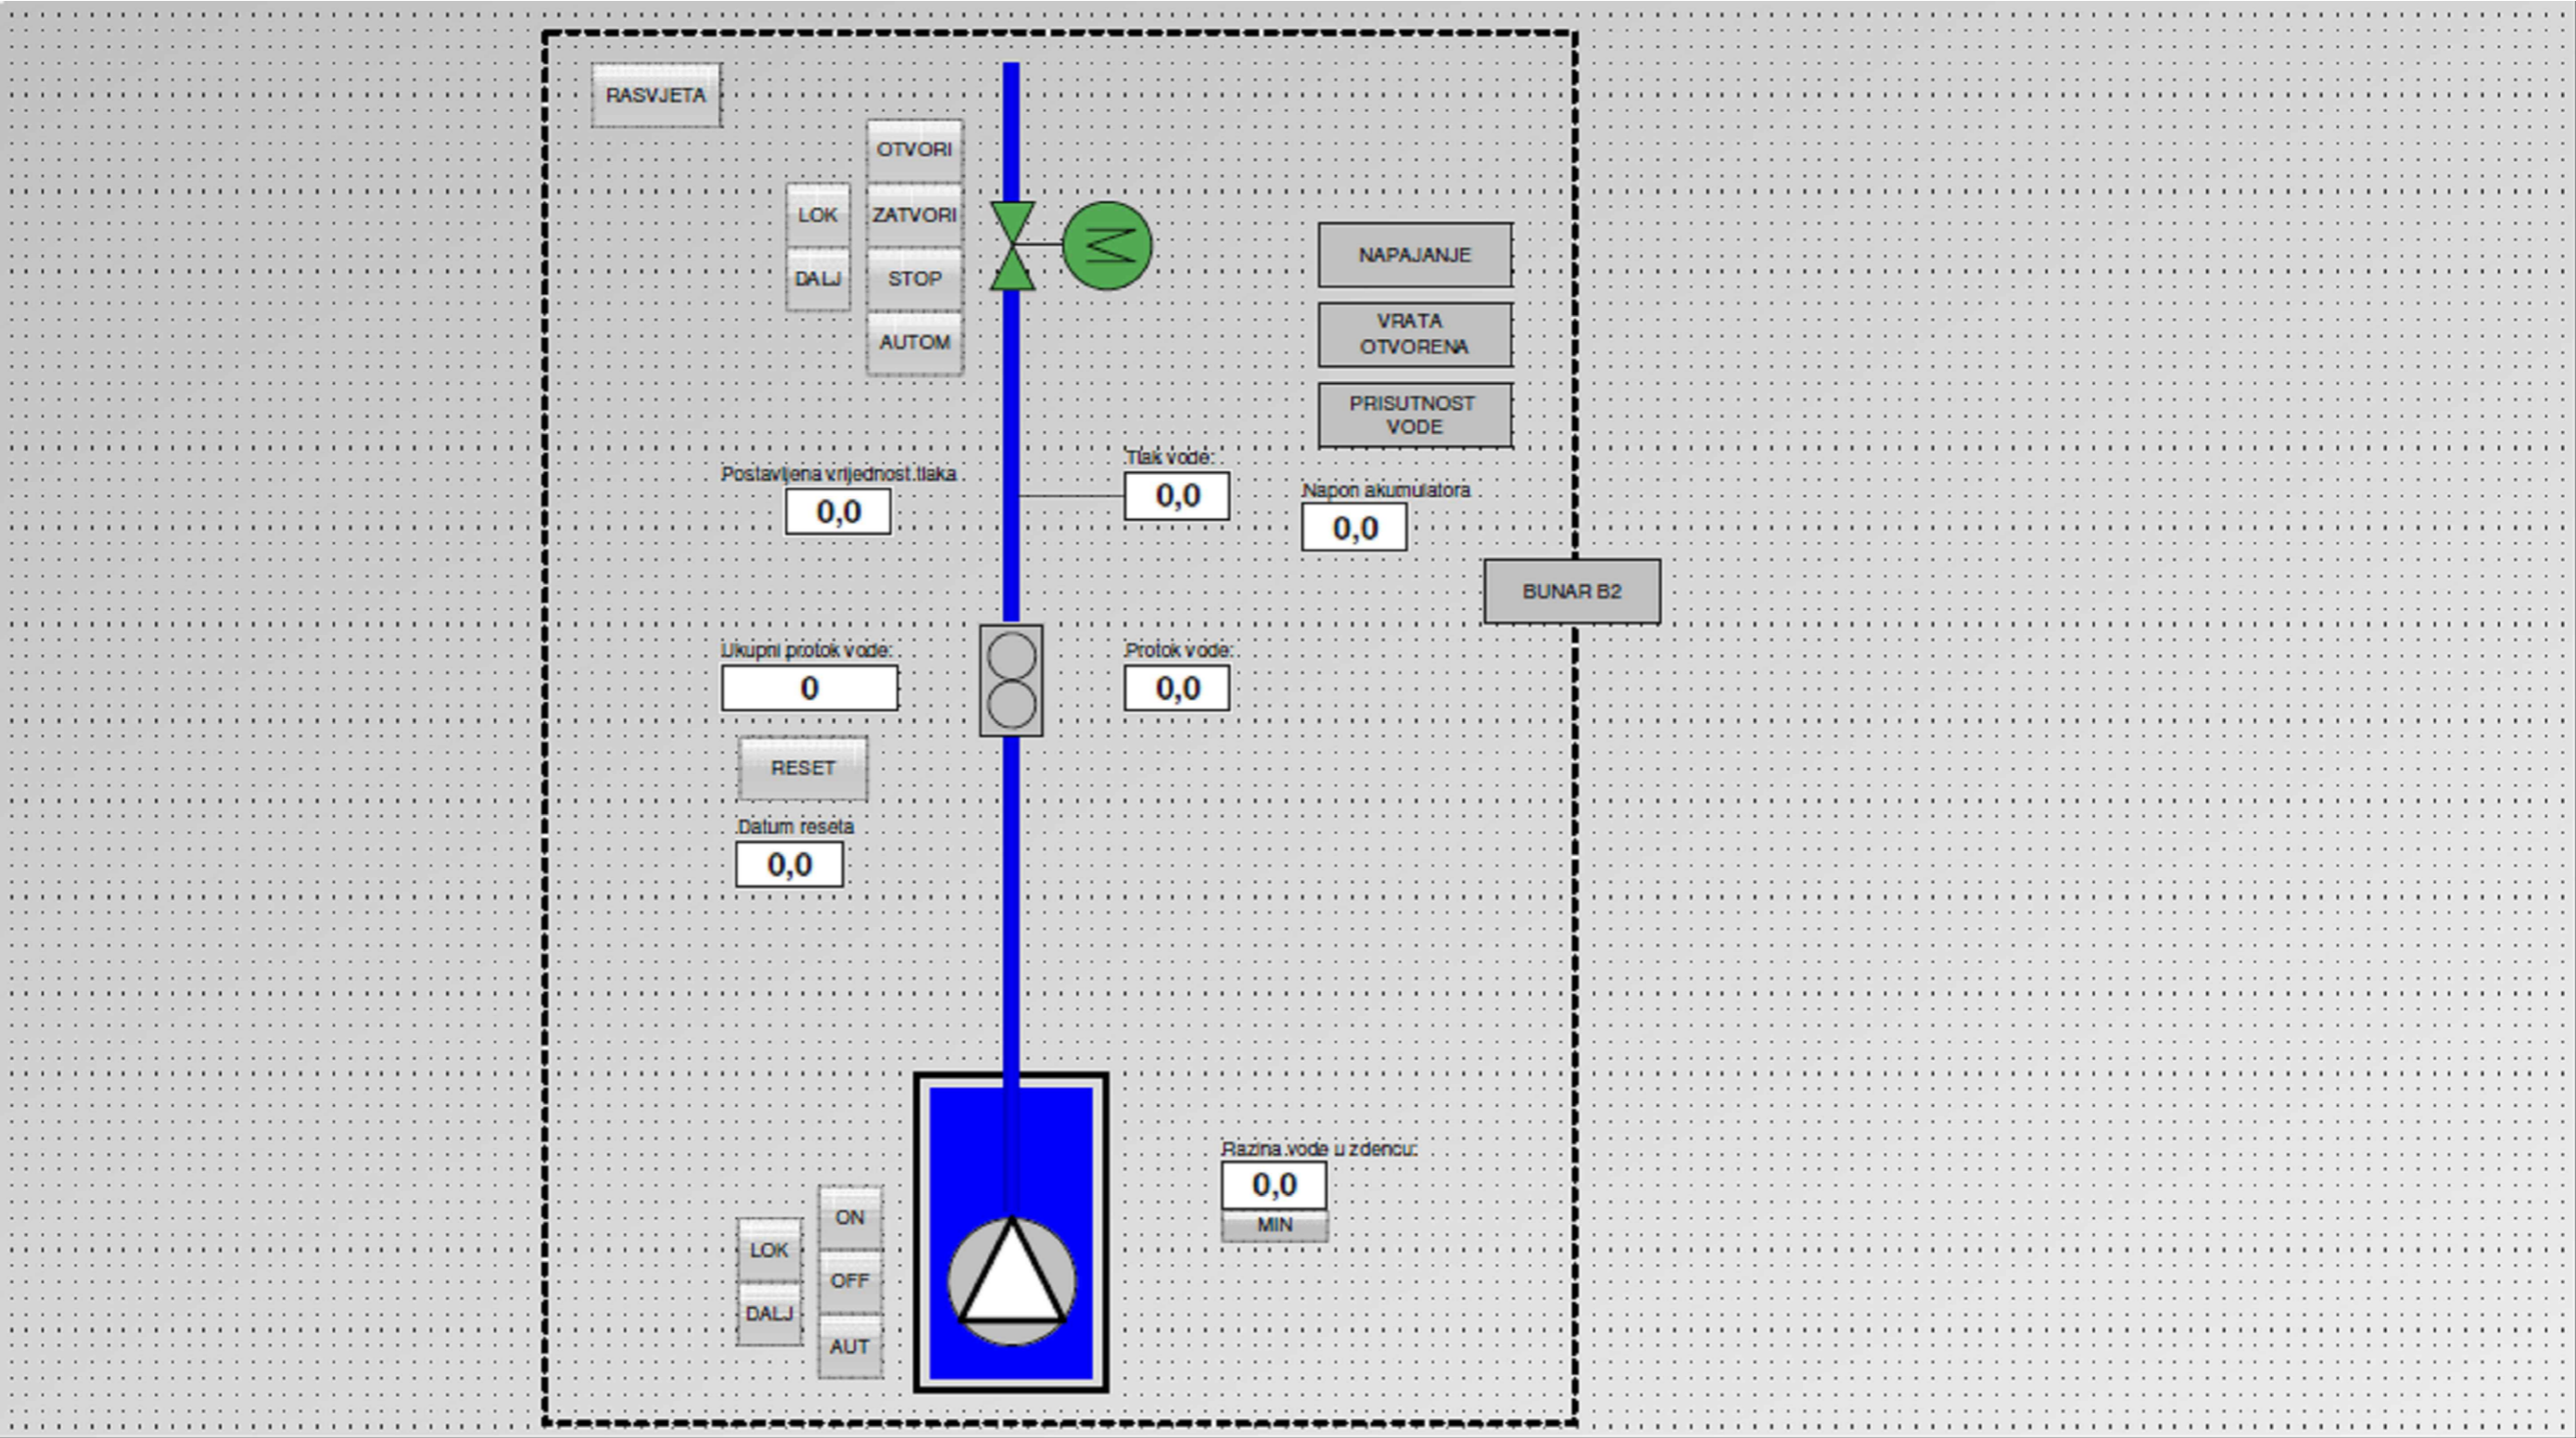 RASVJETA
OTVORI
LOK
ZATVORI
DALJ
STOP
AUTOM
M
NAPAJANJE
VRATA
OTVORENA
PRISUTNOST
VODE
Postavljena vrijednost tlaka
0,0
Tlak vode:
0,0
Napon akumulatora
0,0
BUNAR B2
Ukupni protok vode:
0
Protok vode:
0,0
RESET
Datum reseta
0,0
Razina vode u zdencu:
0,0
MIN
ON
LOK
OFF
DALJ
AUT